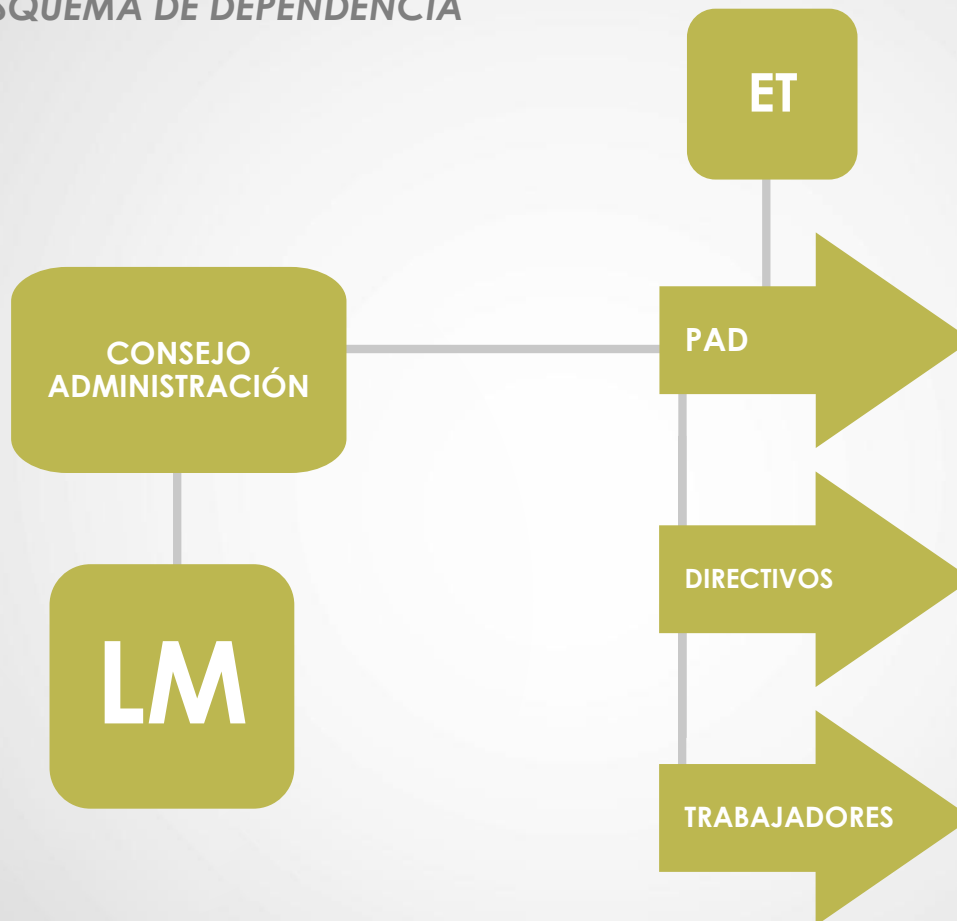 SQUEMA DE DEPENDENCIA
ET
CONSEJO
ADMINISTRACIÓN
PAD
LM
DIRECTIVOS
TRABAJADORES